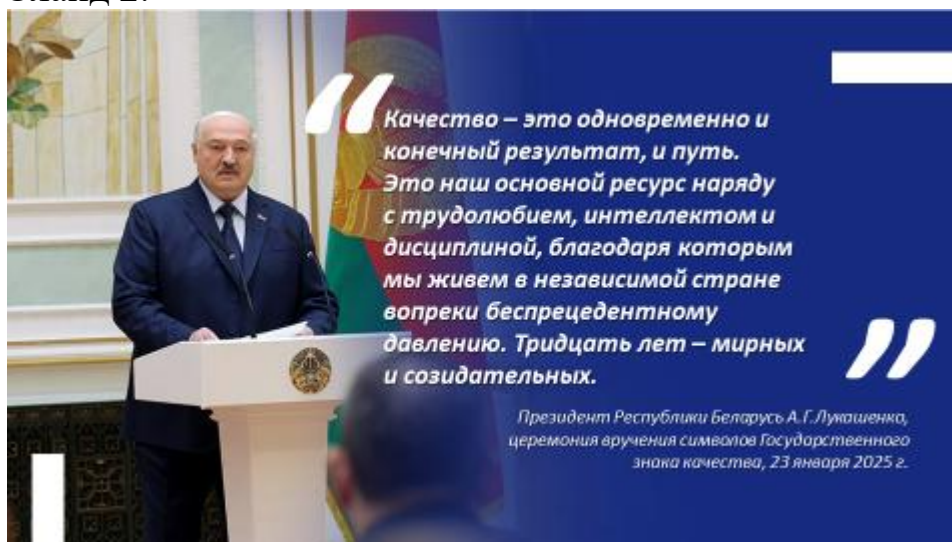 Качество – это одновременно и
конечный результат, и путь.
Это наш основной ресурс наряду
с трудолюбием, интеллектом и
дисциплиной, благодаря которым
мы живем в независимой стране
вопреки беспрецедентному
давлению. Тридцать лет – мирных
и созидательных.
Президент Республики Беларусь А.Г.Лукашенко,
церемония вручения символов Государственного
знака качества, 23 января 2025 г.